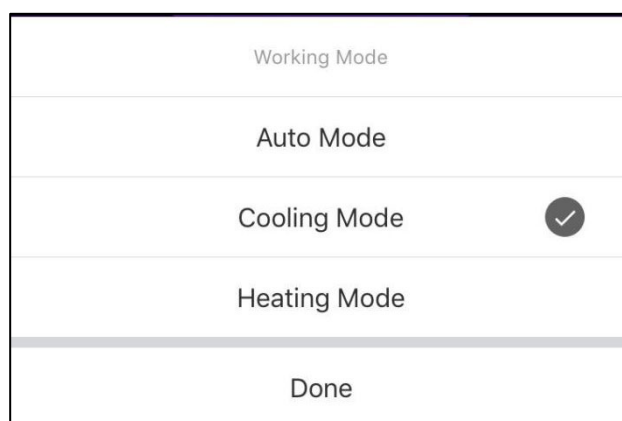 Working Mode
Auto Mode
Cooling Mode
Heating Mode
Done